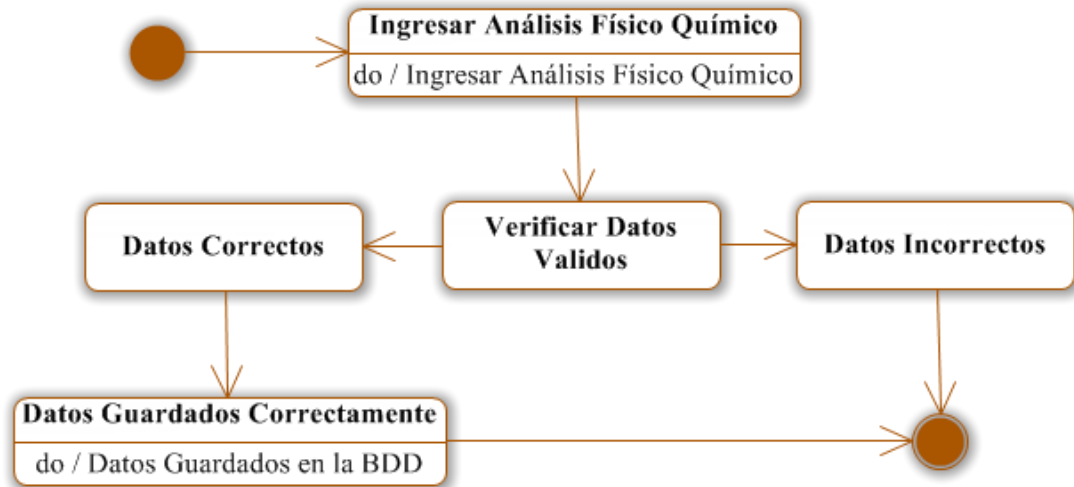 Ingresar Análisis Físico Químico
do / Ingresar Análisis Físico Químico
Datos Correctos
Verificar Datos
Validos
Datos Incorrectos
Datos Guardados Correctamente
do / Datos Guardados en la BDD